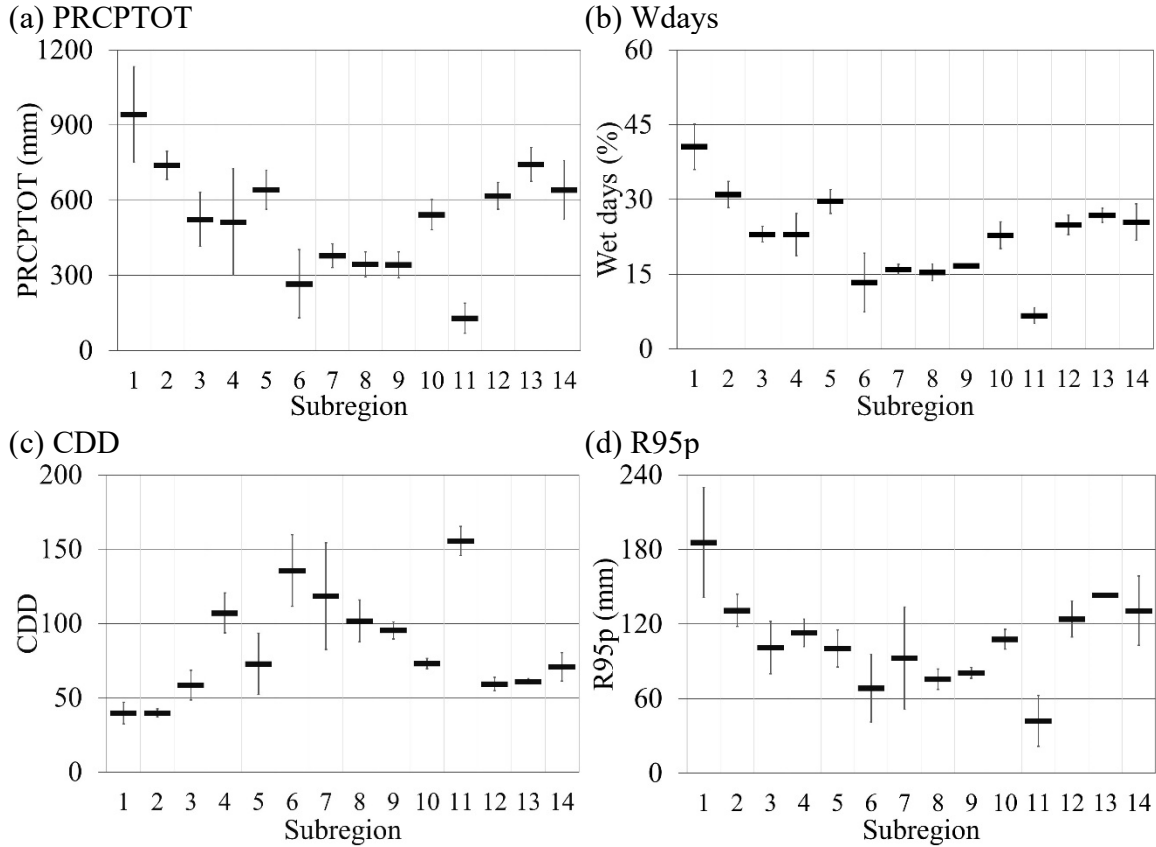 (a) PRCPTOT
PRCPTOT (mm)
1200
900
600
300
0
1 2 3 4 5 6 7 8 9 10 11 12 13 14
Subregion
(b) Wdays
Wet days (%)
60
45
30
15
0
1 2 3 4 5 6 7 8 9 10 11 12 13 14
Subregion
(c) CDD
CDD
200
150
100
50
0
1 2 3 4 5 6 7 8 9 10 11 12 13 14
Subregion
(d) R95p
R95p (mm)
240
180
120
60
0
1 2 3 4 5 6 7 8 9 10 11 12 13 14
Subregion